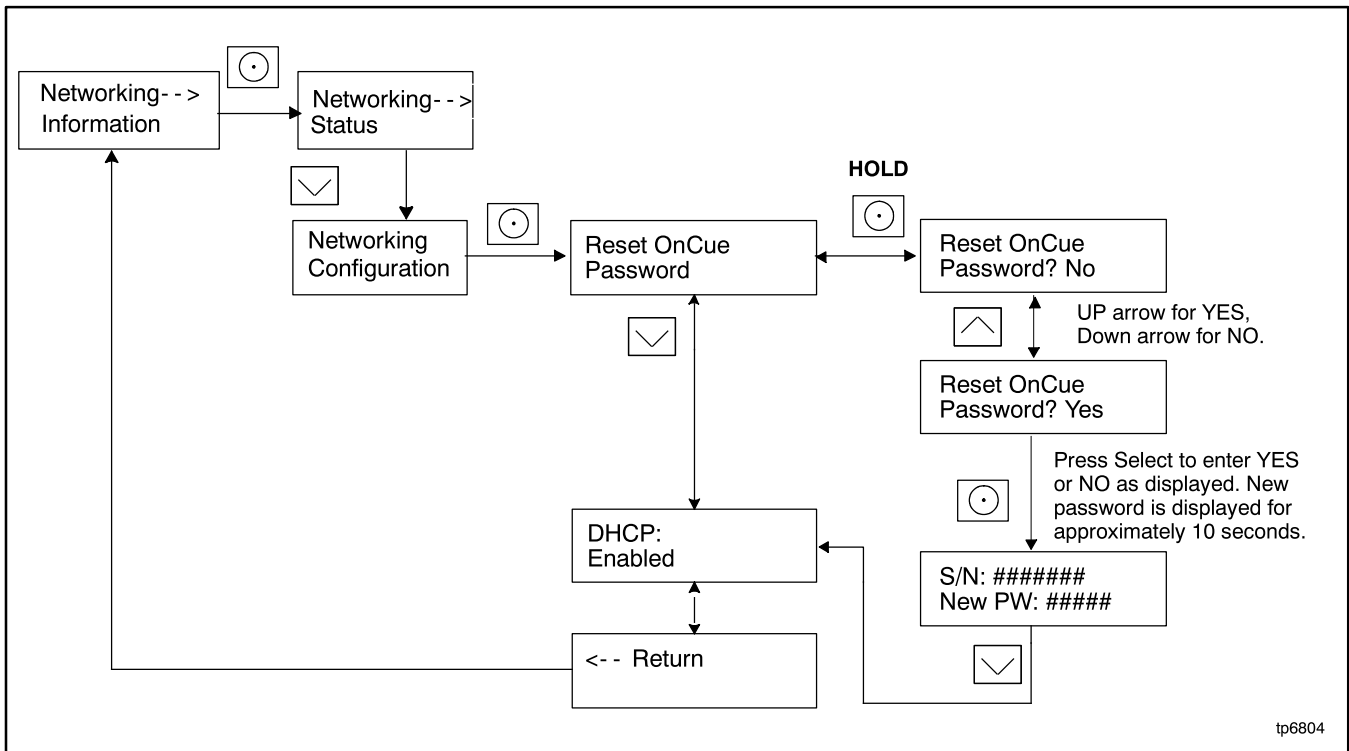 Networking- - >
Information
Networking- - >
Status
Networking
Configuration
Reset OnCue
Password
HOLD
Reset OnCue
Password? No
UP arrow for YES,
Down arrow for NO.
Reset OnCue
Password? Yes
Press Select to enter YES
or NO as displayed. New
password is displayed for
approximately 10 seconds.
DHCP:
Enabled
S/N: #######
New PW: #####
<- - Return
tp6804